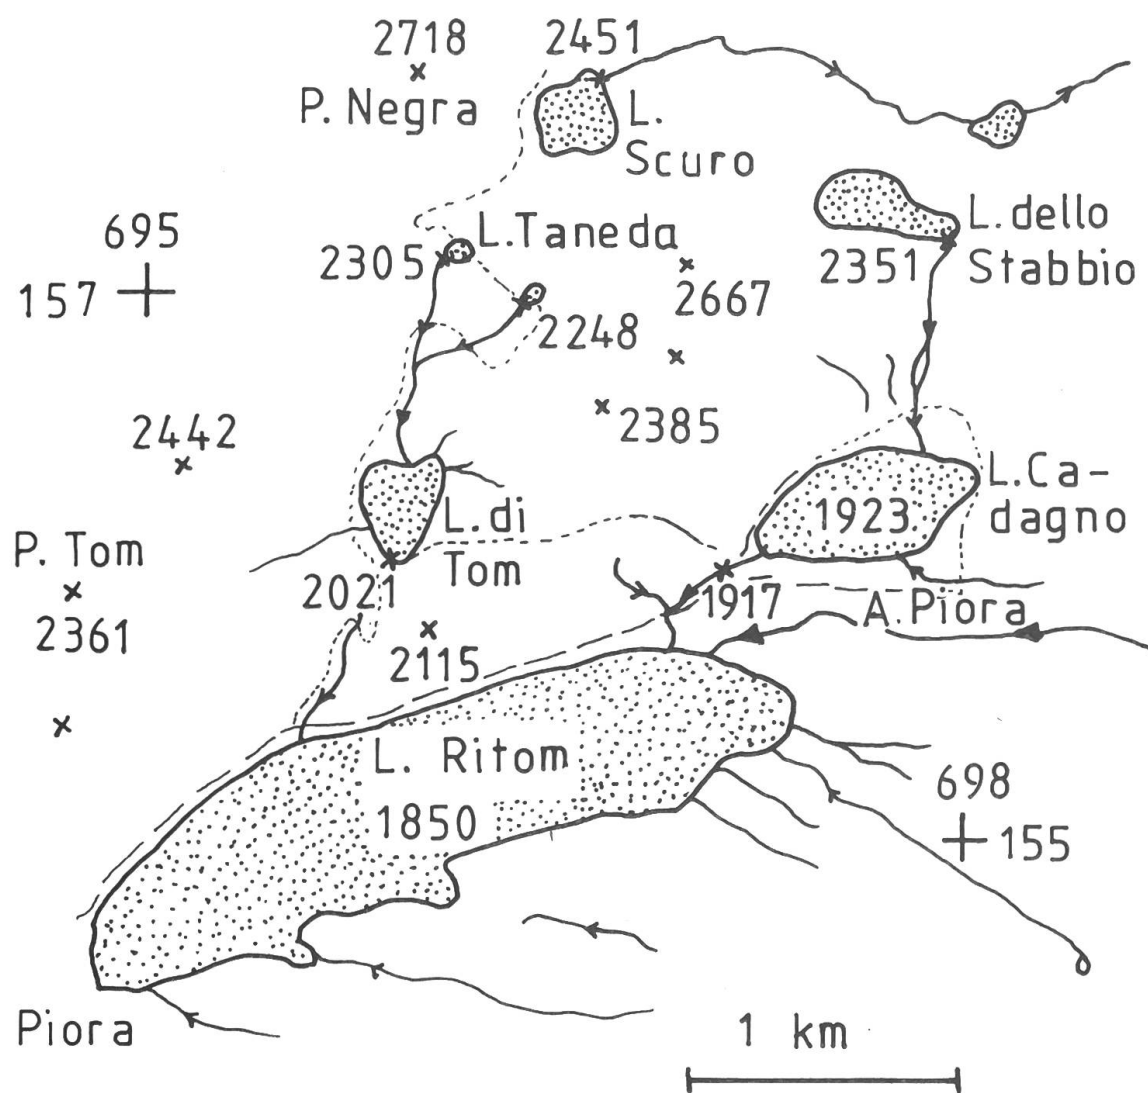 2718
2451
P. Negra
L.
Scuro
695
157
L. Taneda
2305
2248
2667
L. dello
Stabbio
2351
2442
2385
P. Tom
2361
L. di
Tom
2021
2115
L. Ca-
dagno
1923
1917
A. Piora
L. Ritom
1850
698
155
Piora
1 km